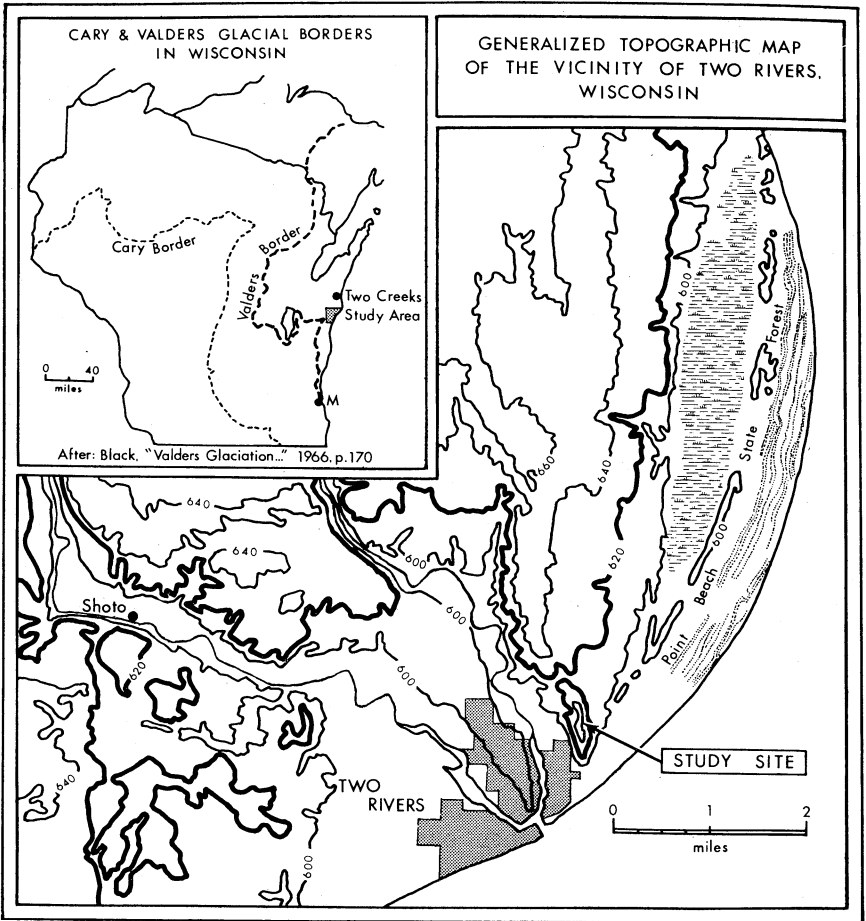 CARY & VALDERS GLACIAL BORDERS
IN WISCONSIN
Cary Border
Valders Border
Two Creeks
Study Area
0 40
miles
M
After: Black, "Valders Glaciation..." 1966. p.170
GENERALIZED TOPOGRAPHIC MAP
OF THE VICINITY OF TWO RIVERS,
WISCONSIN
600
660
640
620
Point Beach State Forest
600
640
640
600
600
600
Shoto
620
640
600
TWO
RIVERS
STUDY SITE
0 1 2
miles